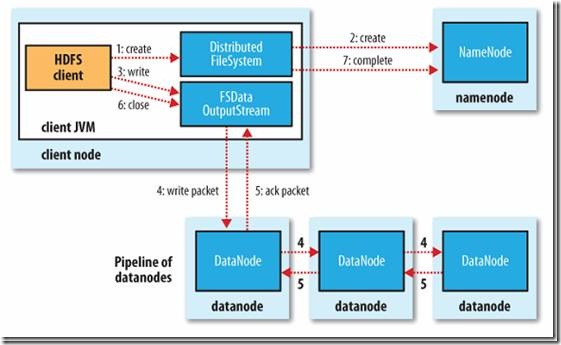 HDFS
client
1: create
3: write
6: close
Distributed
FileSystem
FSData
OutputStream
2: create
7: complete
NameNode
namenode
client JVM
client node
4: write packet
5: ack packet
Pipeline of
datanodes
DataNode
4
5
DataNode
4
5
DataNode
datanode
datanode
datanode